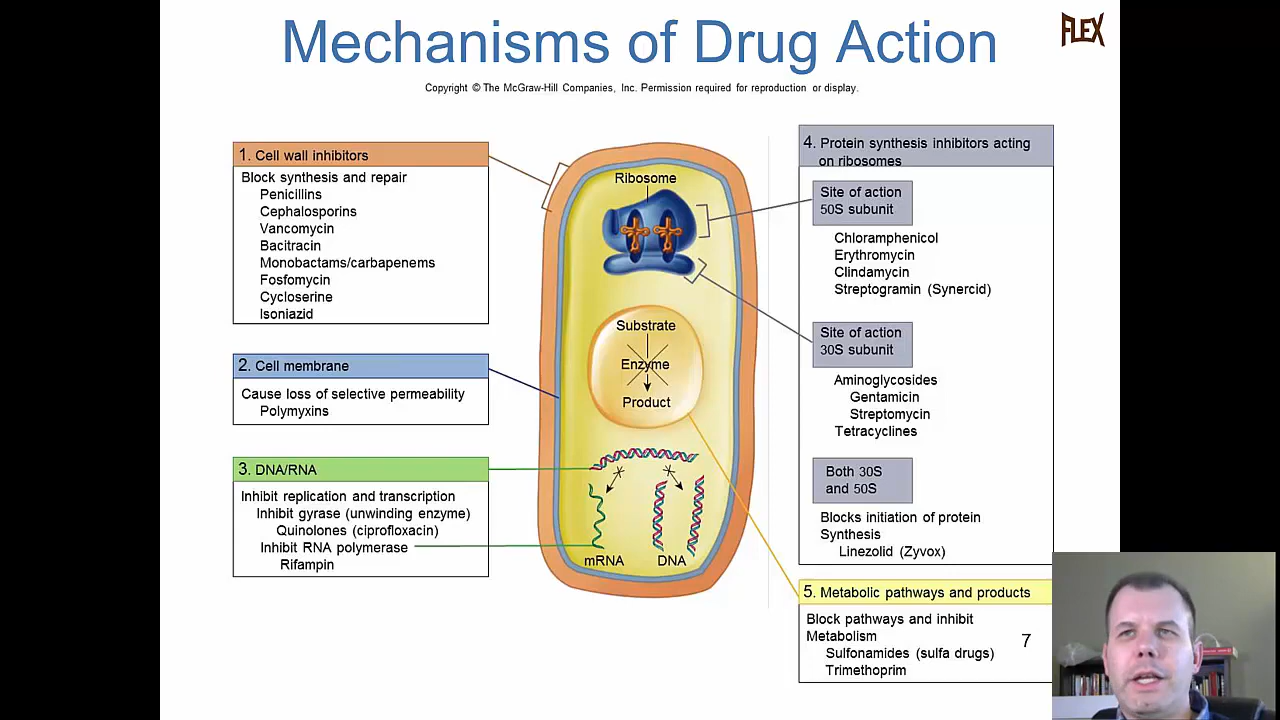 Mechanisms of Drug Action
FLEX
Copyright © The McGraw-Hill Companies, Inc. Permission required for reproduction or display.
1. Cell wall inhibitors
Block synthesis and repair
Penicillins
Cephalosporins
Vancomycin
Bacitracin
Monobactams/carbapenems
Fosfomycin
Cycloserine
Isoniazid
2. Cell membrane
Cause loss of selective permeability
Polymyxins
3. DNA/RNA
Inhibit replication and transcription
Inhibit gyrase (unwinding enzyme)
Quinolones (ciprofloxacin)
Inhibit RNA polymerase
Rifampin
Ribosome
Substrate
Enzyme
Product
mRNA
DNA
4. Protein synthesis inhibitors acting
on ribosomes
Site of action
50S subunit
Chloramphenicol
Erythromycin
Clindamycin
Streptogramin (Synercid)
Site of action
30S subunit
Aminoglycosides
Gentamicin
Streptomycin
Tetracyclines
Both 30S
and 50S
Blocks initiation of protein
Synthesis
Linezolid (Zyvox)
5. Metabolic pathways and products
Block pathways and inhibit
Metabolism
Sulfonamides (sulfa drugs)
Trimethoprim
7